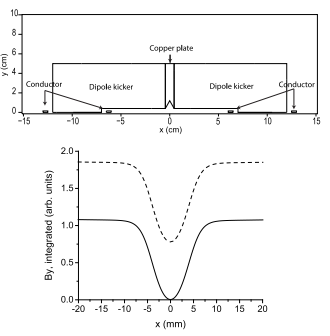 10
8
6
4
2
0
y (cm)
Copper plate
Conductor
Dipole kicker
Dipole kicker
Conductor
−15 −10 −5 0 5 10 15
x (cm)
2.0
1.5
1.0
0.5
0.0
By, integrated (arb. units)
-20 -15 -10 -5 0 5 10 15 20
x (mm)